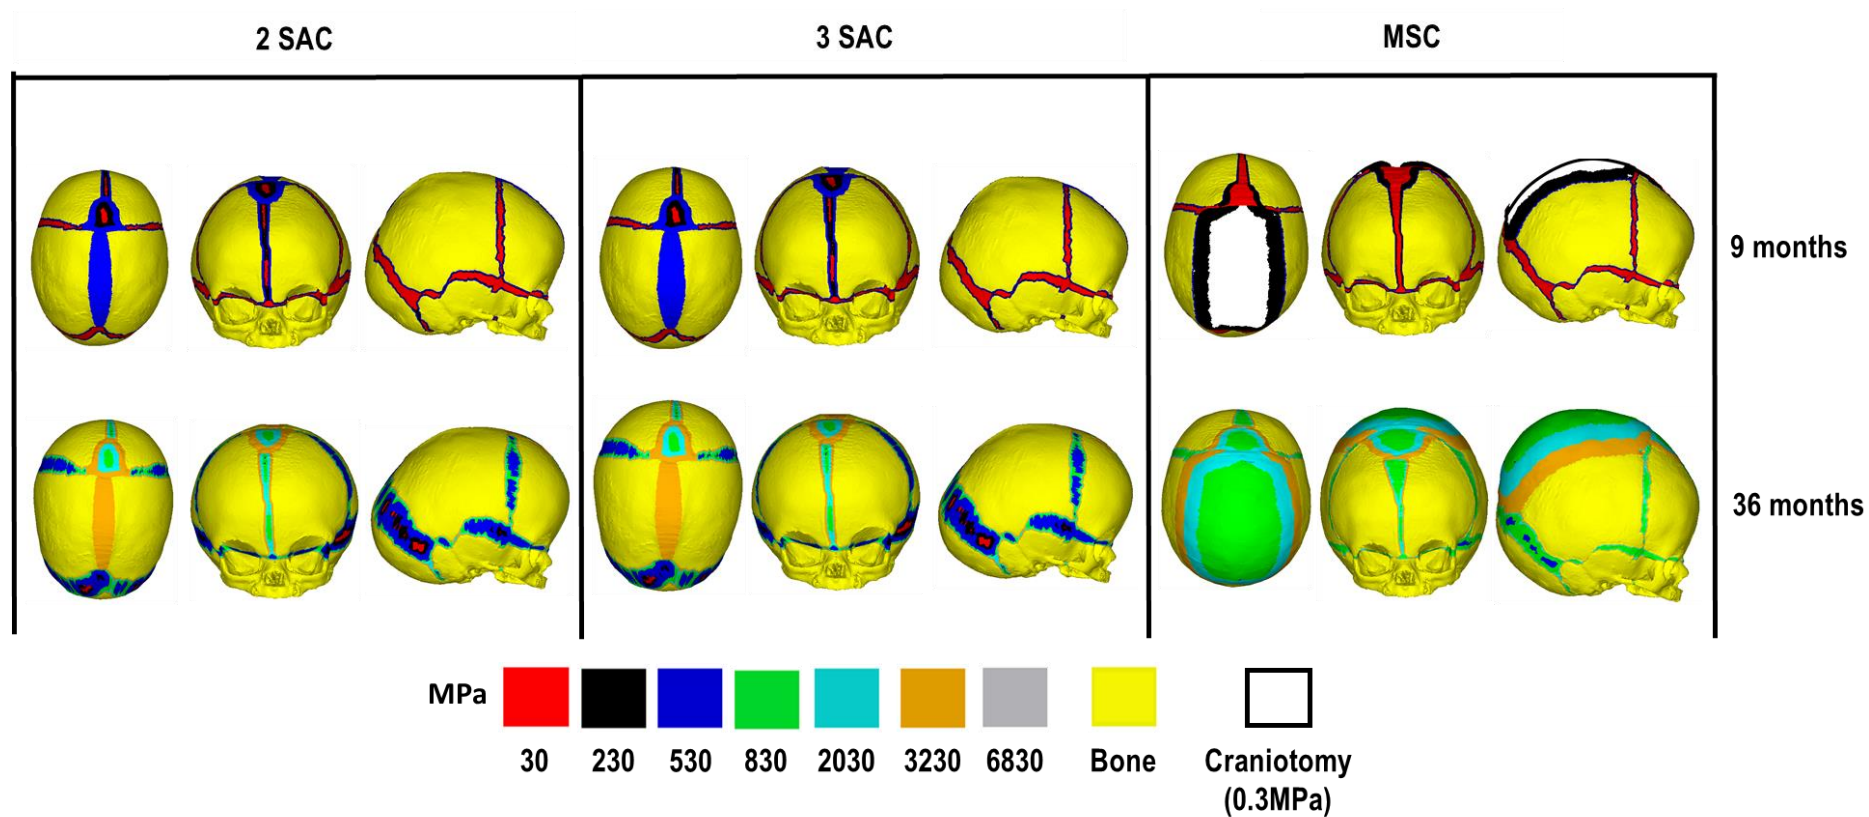 2 SAC
3 SAC
MSC
9 months
36 months
MPa
30
230
530
830
2030
3230
6830
Bone
Craniotomy
(0.3MPa)